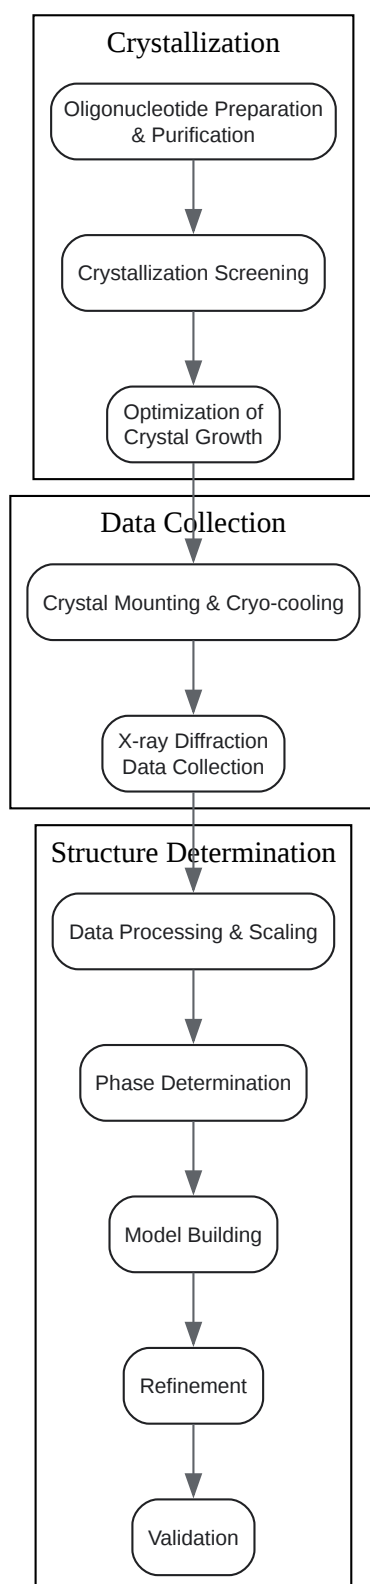 Crystallization
Oligonucleotide Preparation
& Purification
Crystallization Screening
Optimization of
Crystal Growth
Data Collection
Crystal Mounting & Cryo-cooling
X-ray Diffraction
Data Collection
Structure Determination
Data Processing & Scaling
Phase Determination
Model Building
Refinement
Validation